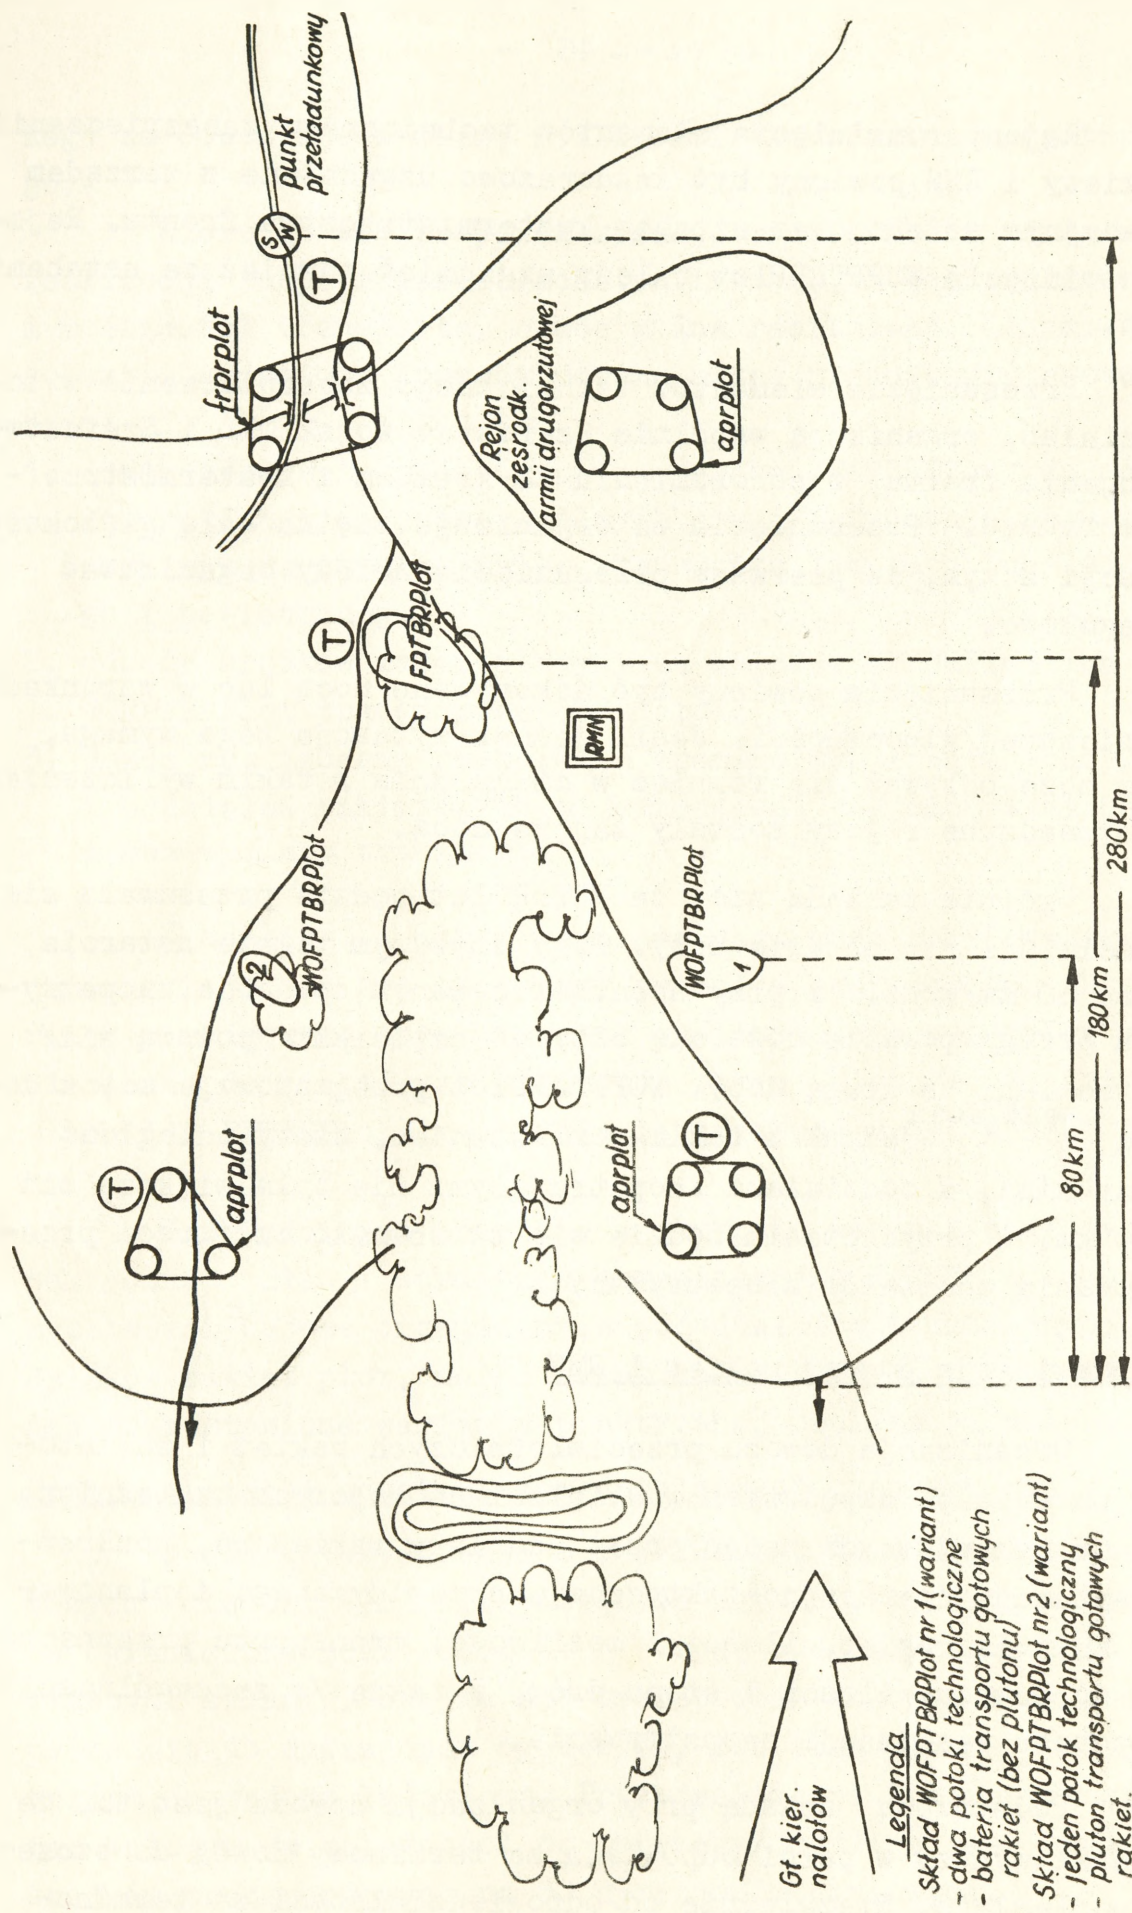 punkt
przeładunkowy
S
W
T
frprplot
Rejon
ześrodk.
armii drugorzutowej
aprplot
T
FPTBRPlot
RMN
WOFPTBRPlot
2
WOFPTBRPlot
1
T
aprplot
aprplot
T
80km
180km
280km
Gł. kier.
nalotów
Legenda
Skład WOFPTBRPlot nr 1 (wariant)
- dwa potoki technologiczne
- bateria transportu gotowych
rakiet (bez plutonu)
Skład WOFPTBRPlot nr 2 (wariant)
- jeden potok technologiczny
- pluton transportu gotowych
rakiet.